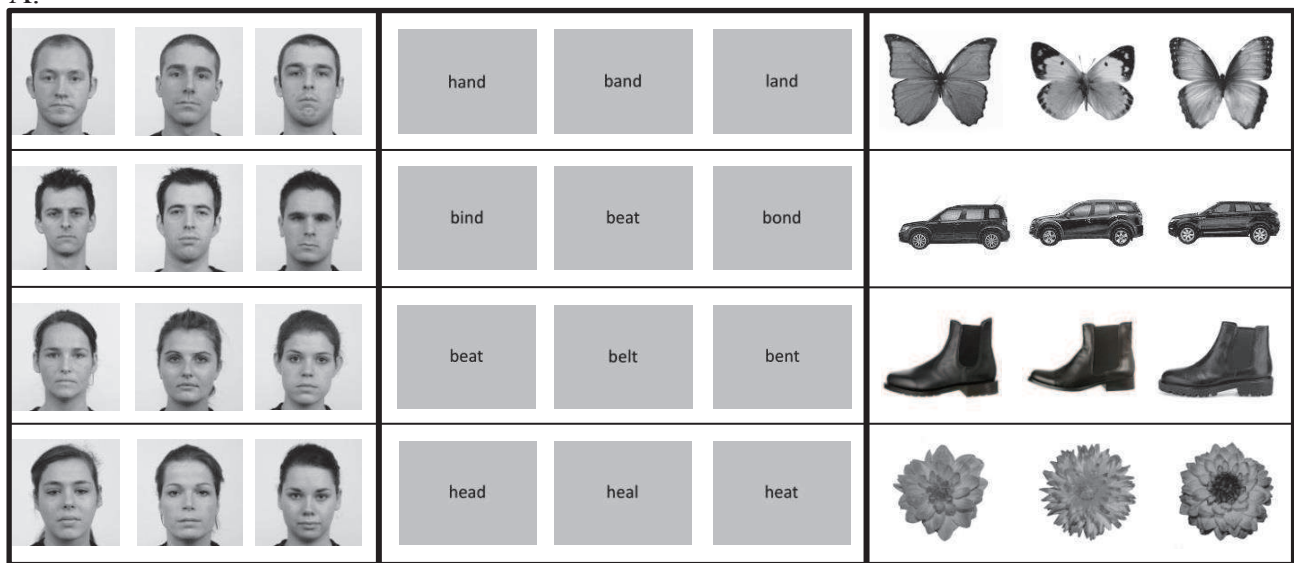 A.
hand band land
bind beat bond
beat belt bent
head heal heat